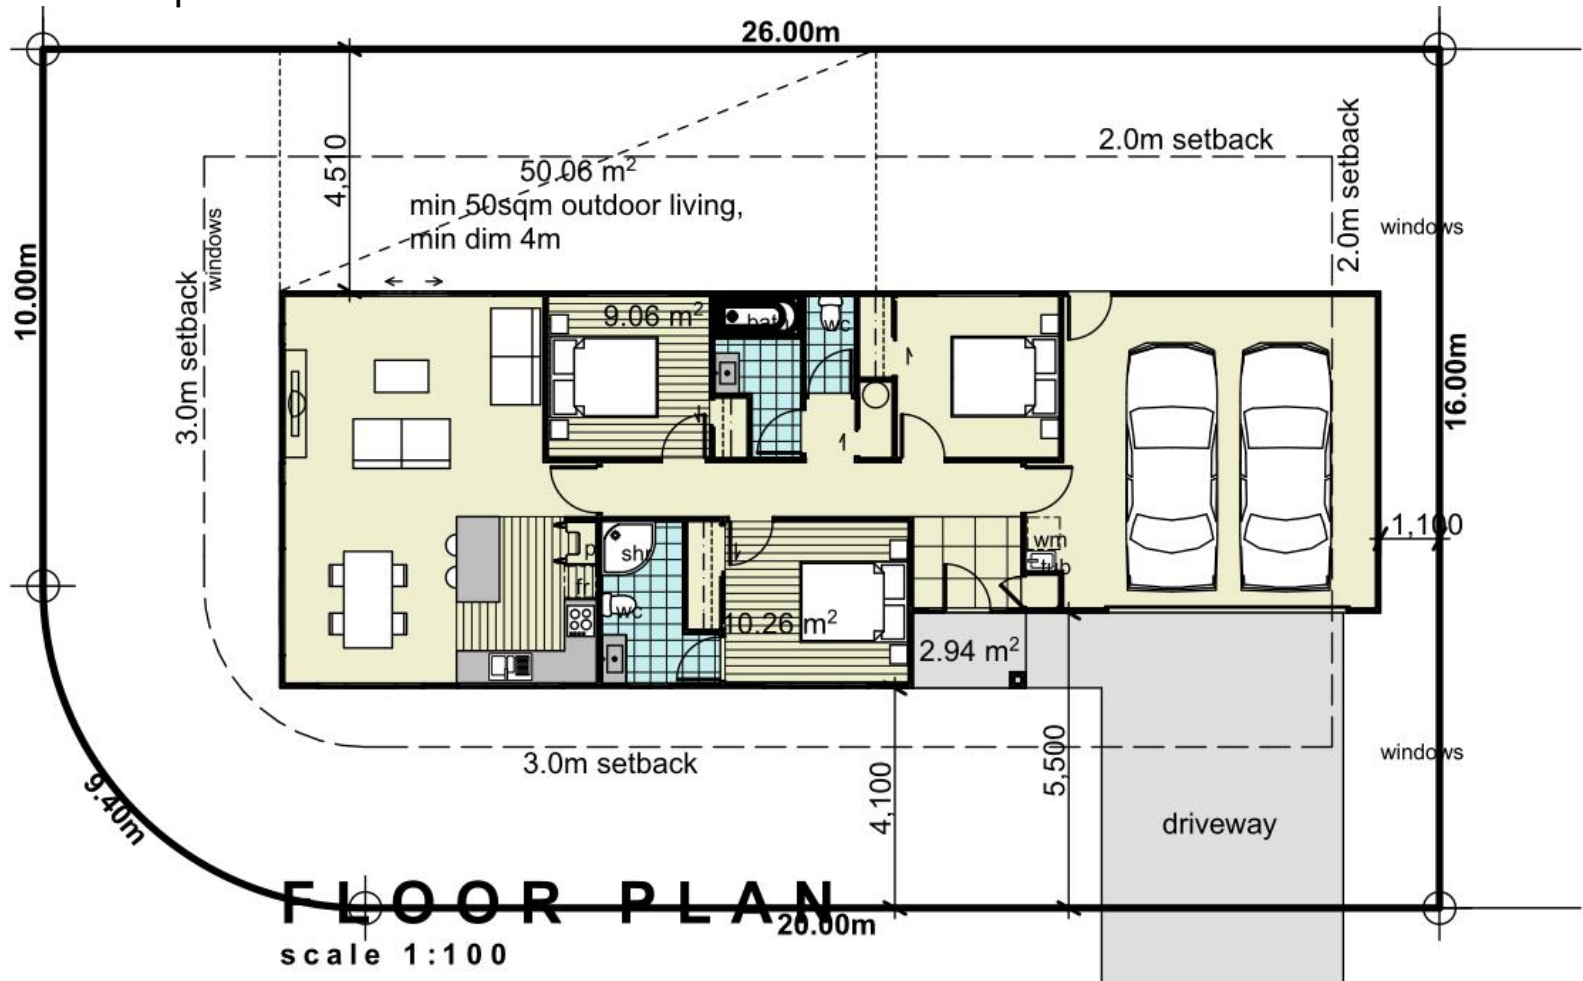 26.00m
2.0m setback
2.0m setback
4,510
50.06 m²
min 50sqm outdoor living,
min dim 4m
windows
windows
10.00m
3.0m setback
9.06 m²
bath
wc
16.00m
1,100
shr
p
fr
wm
tub
wc
10.26 m²
2.94 m²
3.0m setback
4,100
5,500
windows
driveway
9.40m
FLOOR PLAN
20.00m
scale 1:100